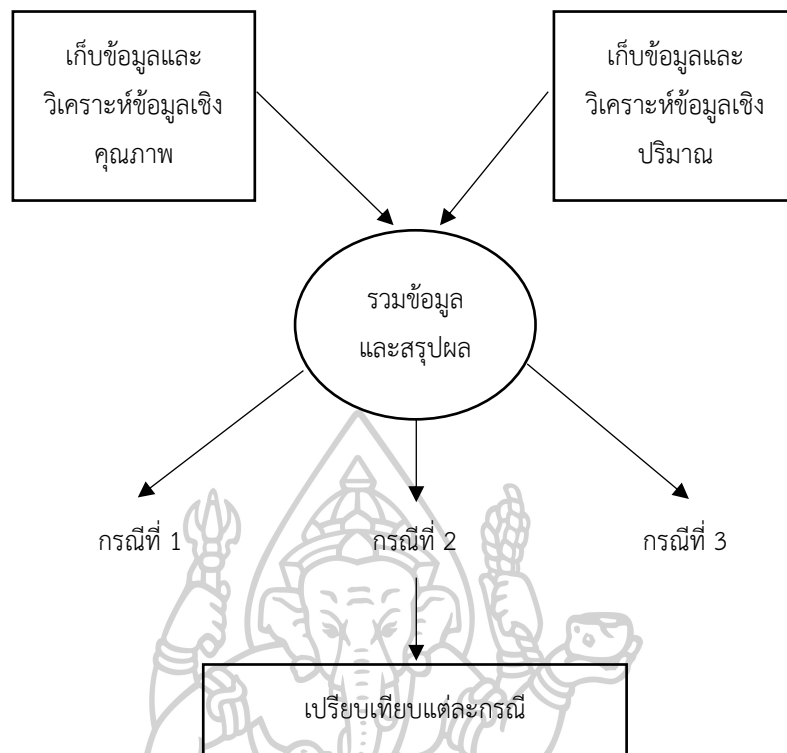 เก็บข้อมูลและ
วิเคราะห์ข้อมูลเชิง
คุณภาพ
เก็บข้อมูลและ
วิเคราะห์ข้อมูลเชิง
ปริมาณ
รวมข้อมูล
และสรุปผล
กรณีที่ 1
กรณีที่ 2
กรณีที่ 3
เปรียบเทียบแต่ละกรณี